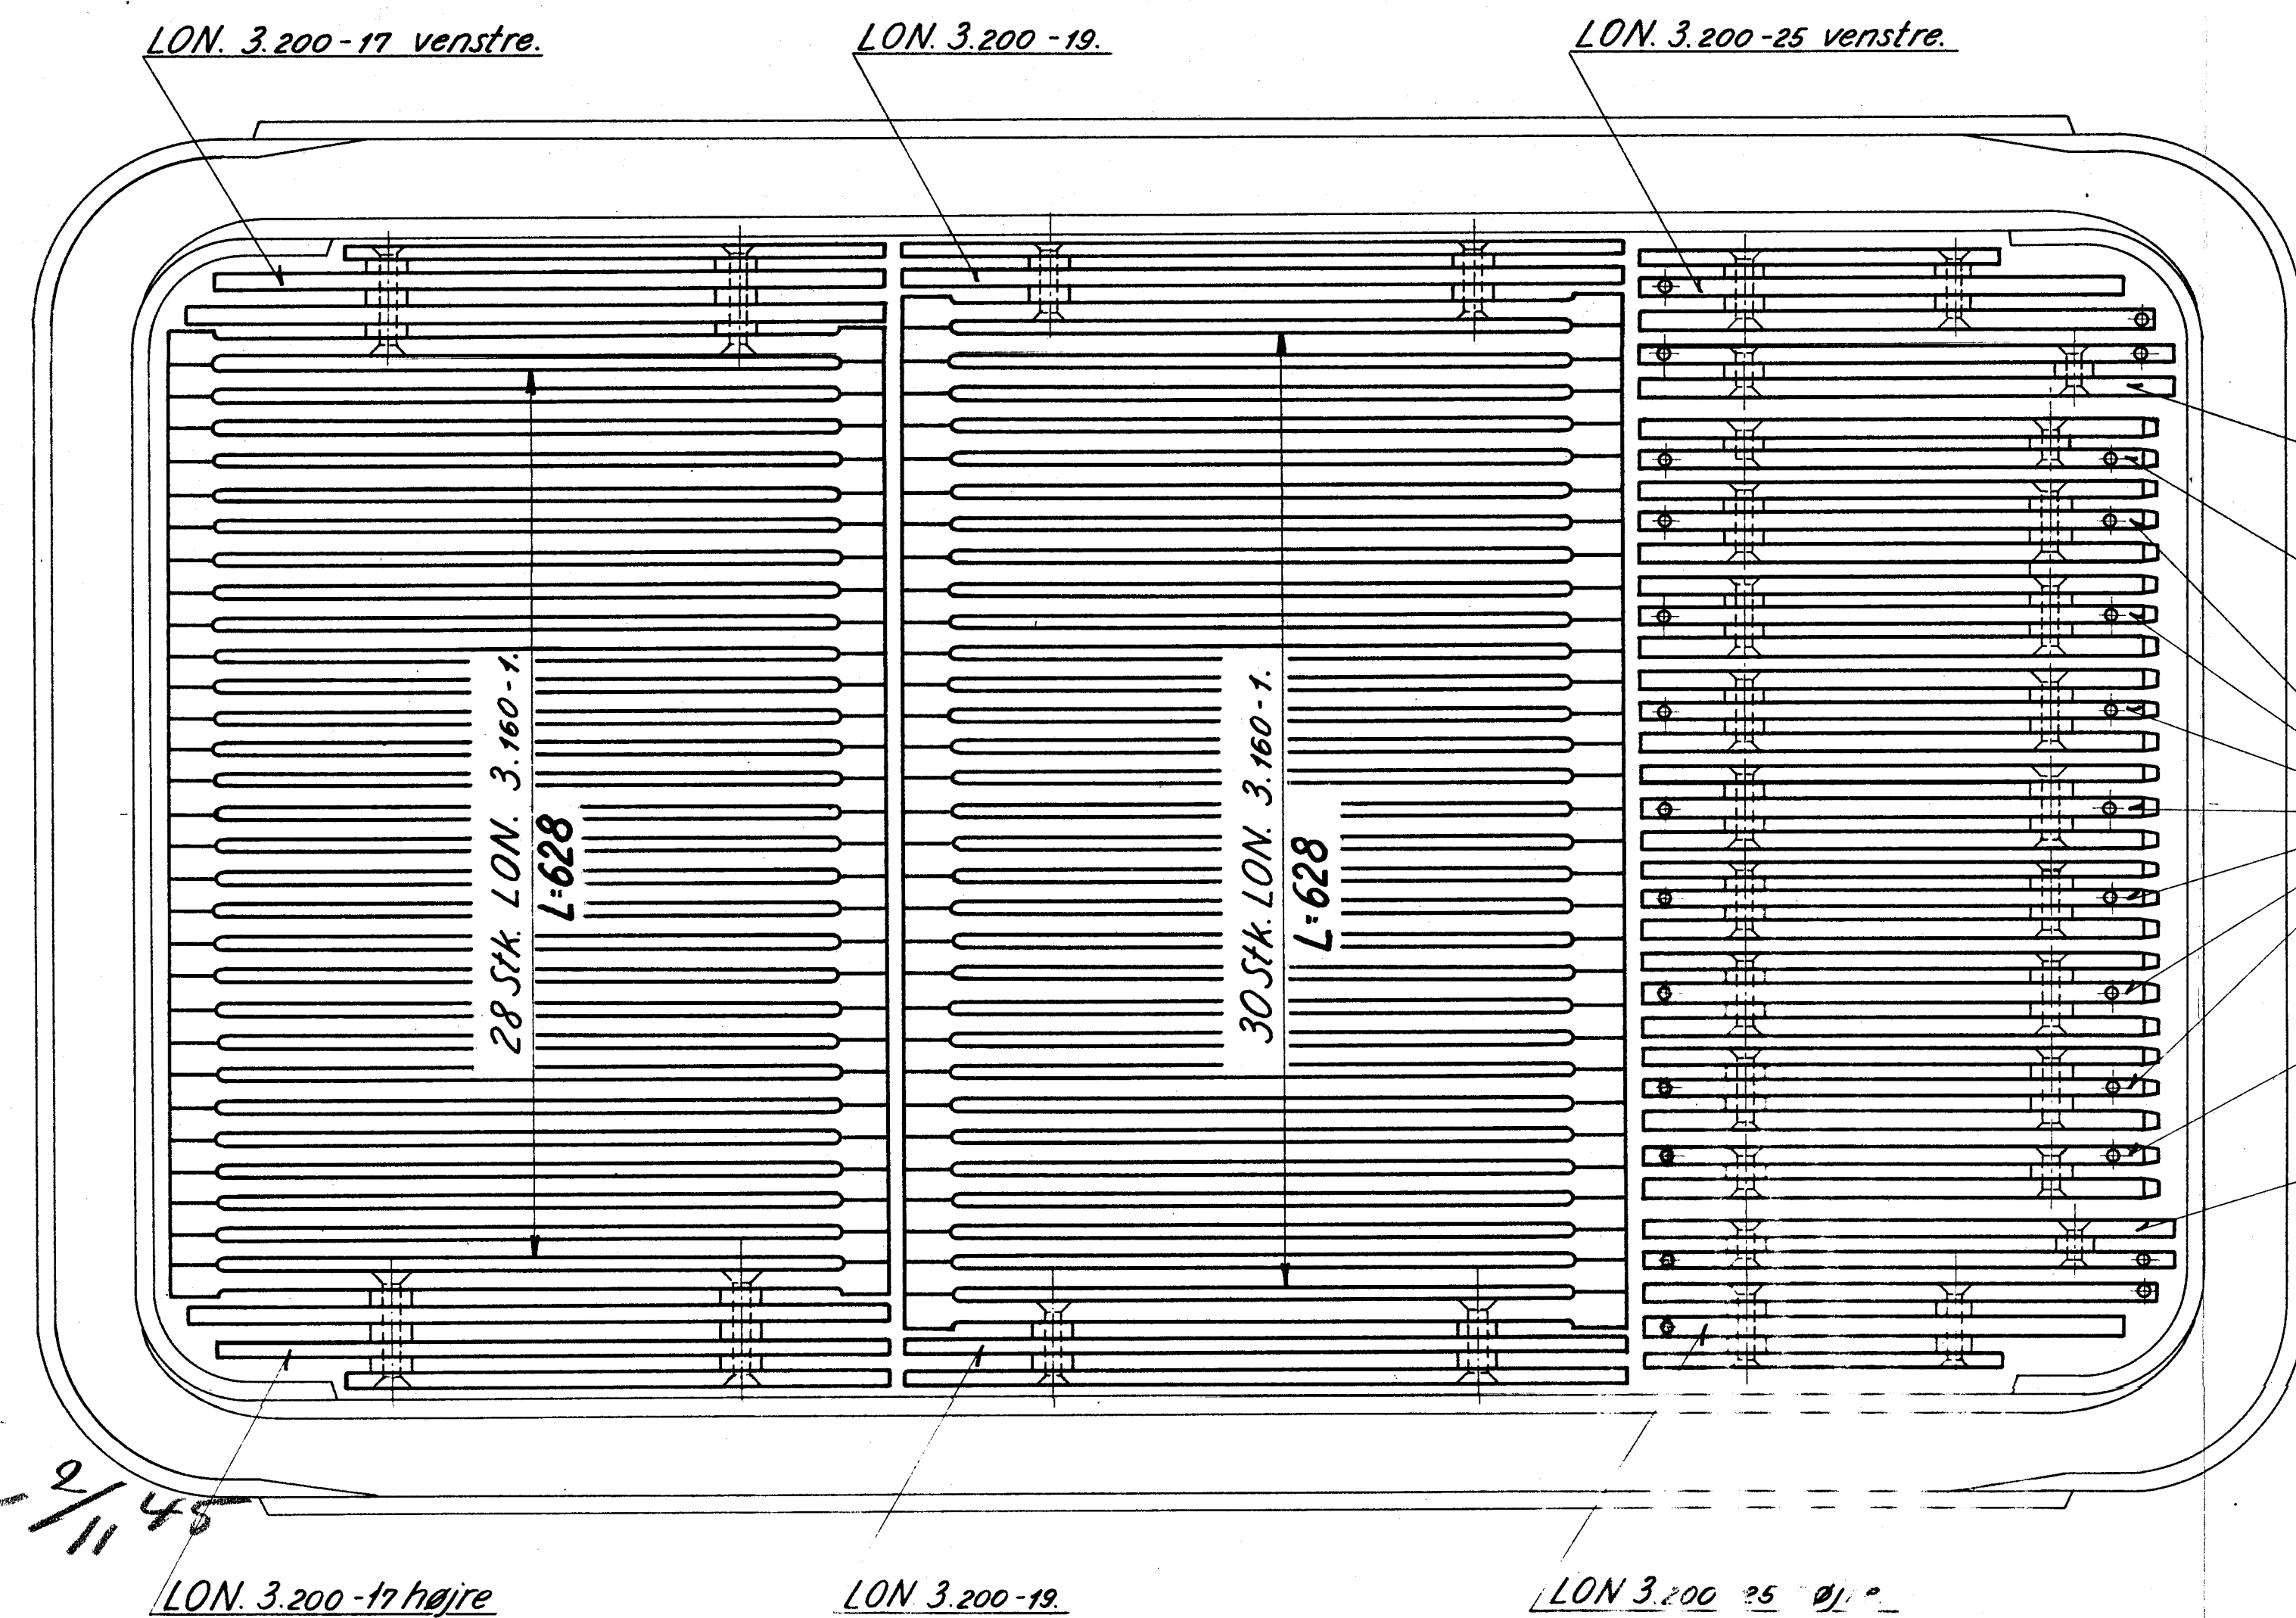 LON. 3.200-17 venstre.
LON. 3.200-19.
LON. 3.200-25 venstre.
28 Stk. LON. 3.160-1.
L=628
30 Stk. LON. 3.160-1.
L=628
2/11 45
LON. 3.200-17 højre
LON 3.200-19.
LON 3.200 25